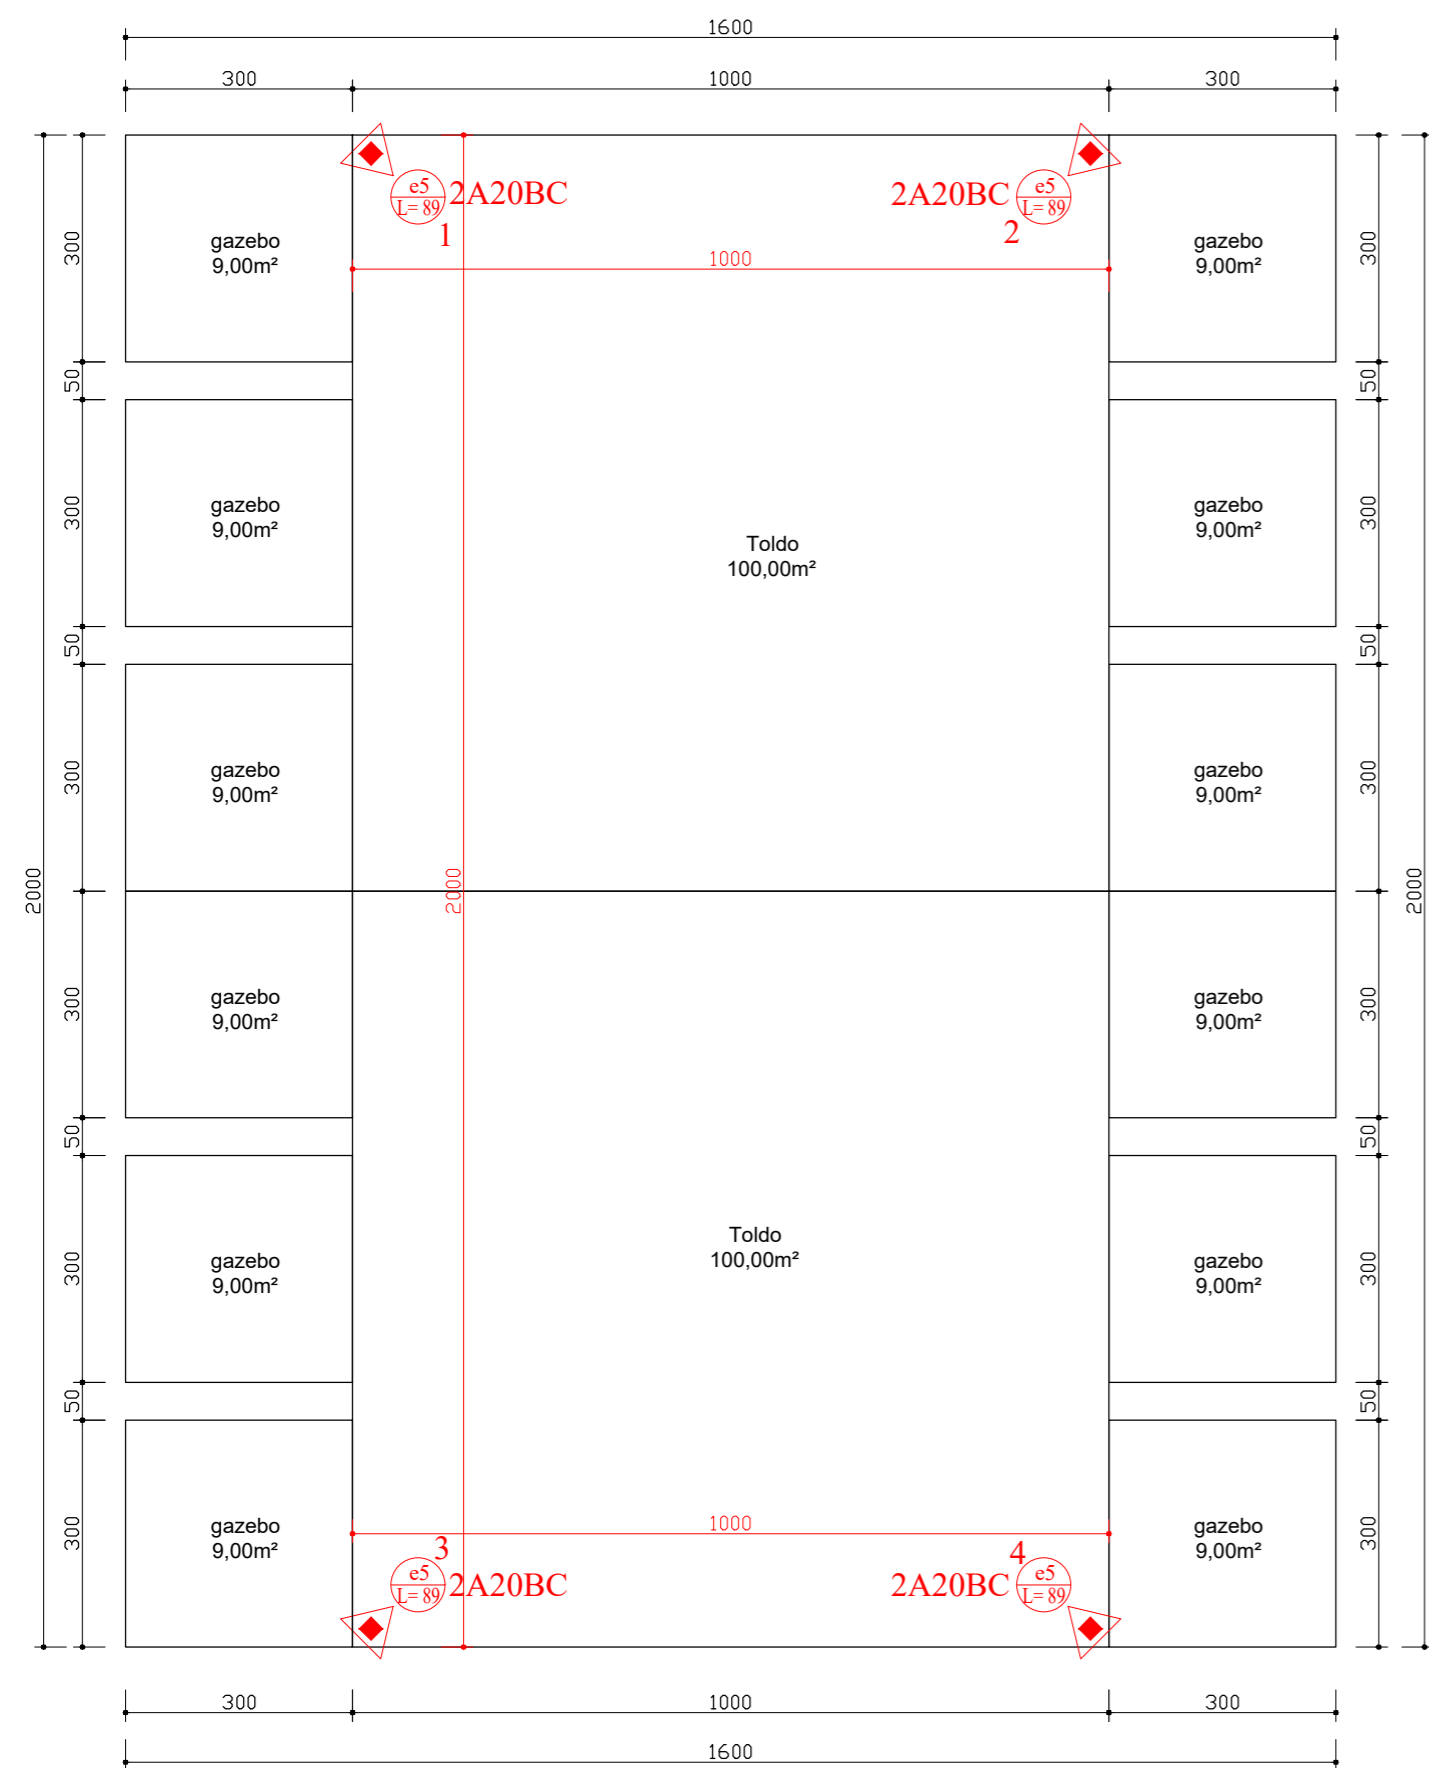 1600
300
1000
300
e5
L= 89
2A20BC
1
2A20BC
e5
L= 89
2
1000
300
gazebo
9,00m²
gazebo
9,00m²
300
50
50
300
gazebo
9,00m²
Toldo
100,00m²
gazebo
9,00m²
300
50
50
300
gazebo
9,00m²
gazebo
9,00m²
300
2000
2000
2000
300
gazebo
9,00m²
gazebo
9,00m²
300
50
50
300
gazebo
9,00m²
Toldo
100,00m²
gazebo
9,00m²
300
50
50
300
gazebo
9,00m²
gazebo
9,00m²
300
1000
3
e5
L= 89
2A20BC
4
2A20BC
e5
L= 89
300
1000
300
1600